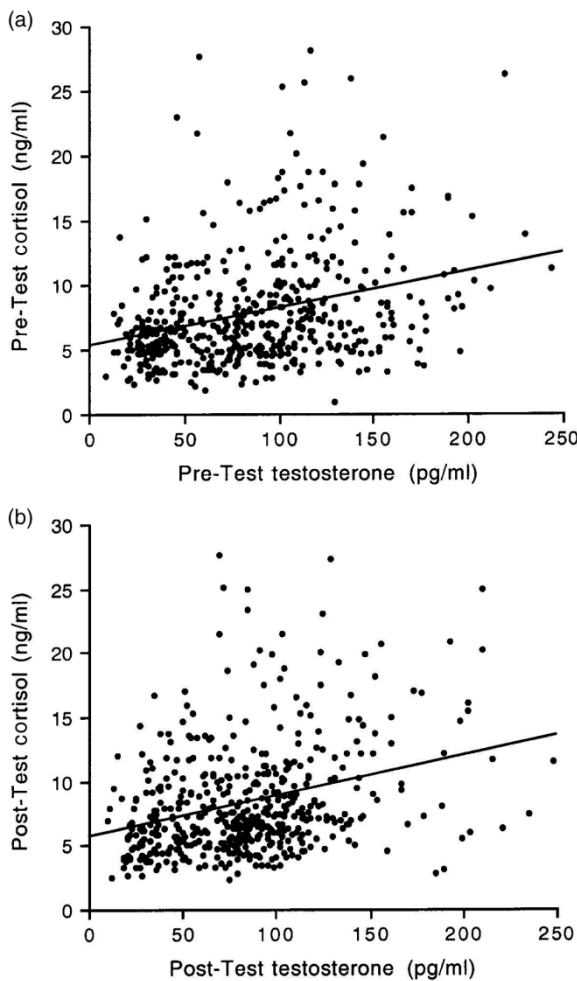 (a)
30
25
20
15
10
5
0
Pre-Test cortisol (ng/ml)
0 50 100 150 200 250
Pre-Test testosterone (pg/ml)
(b)
30
25
20
15
10
5
0
Post-Test cortisol (ng/ml)
0 50 100 150 200 250
Post-Test testosterone (pg/ml)